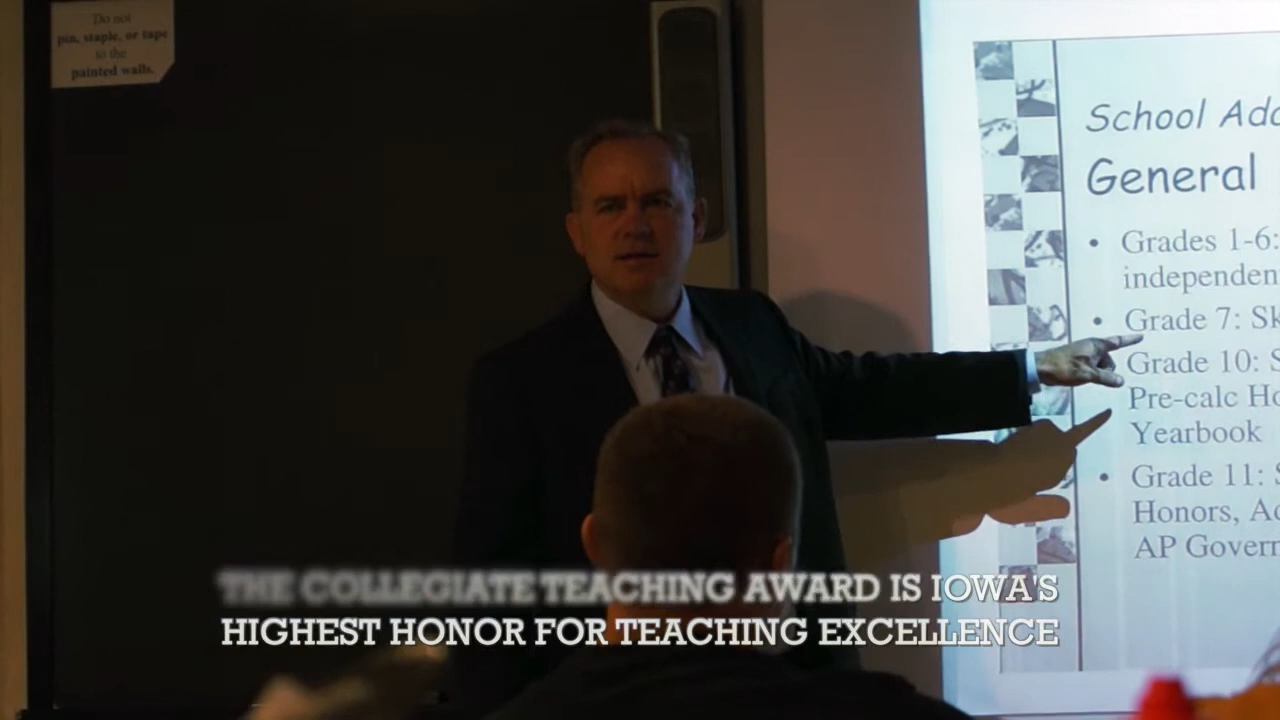 Do not
pin, staple, or tape
to the
painted walls.
School Add
General
• Grades 1-6:
independen
• Grade 7: Sk
Grade 10: S
Pre-calc Ho
Yearbook
• Grade 11: S
Honors, Ad
AP Govern
THE COLLEGIATE TEACHING AWARD IS IOWA'S
HIGHEST HONOR FOR TEACHING EXCELLENCE